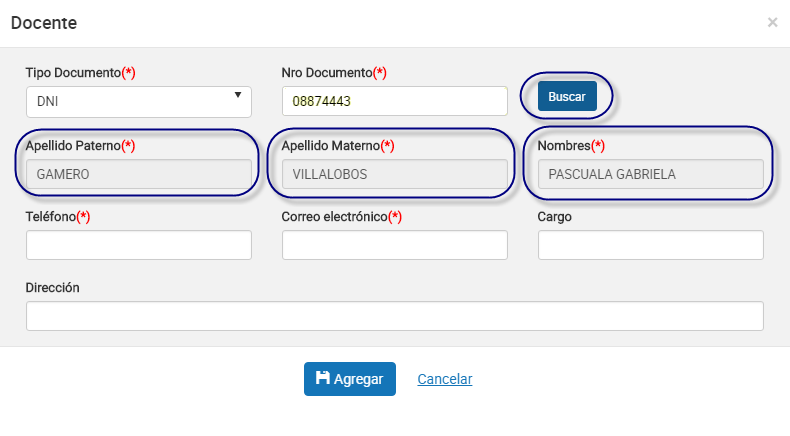 Docente ×
Tipo Documento(*) Nro Documento(*)
DNI 08874443 Buscar
Apellido Paterno(*) Apellido Materno(*) Nombres(*)
GAMERO VILLALOBOS PASCUALA GABRIELA
Teléfono(*) Correo electrónico(*) Cargo
Dirección
Agregar Cancelar